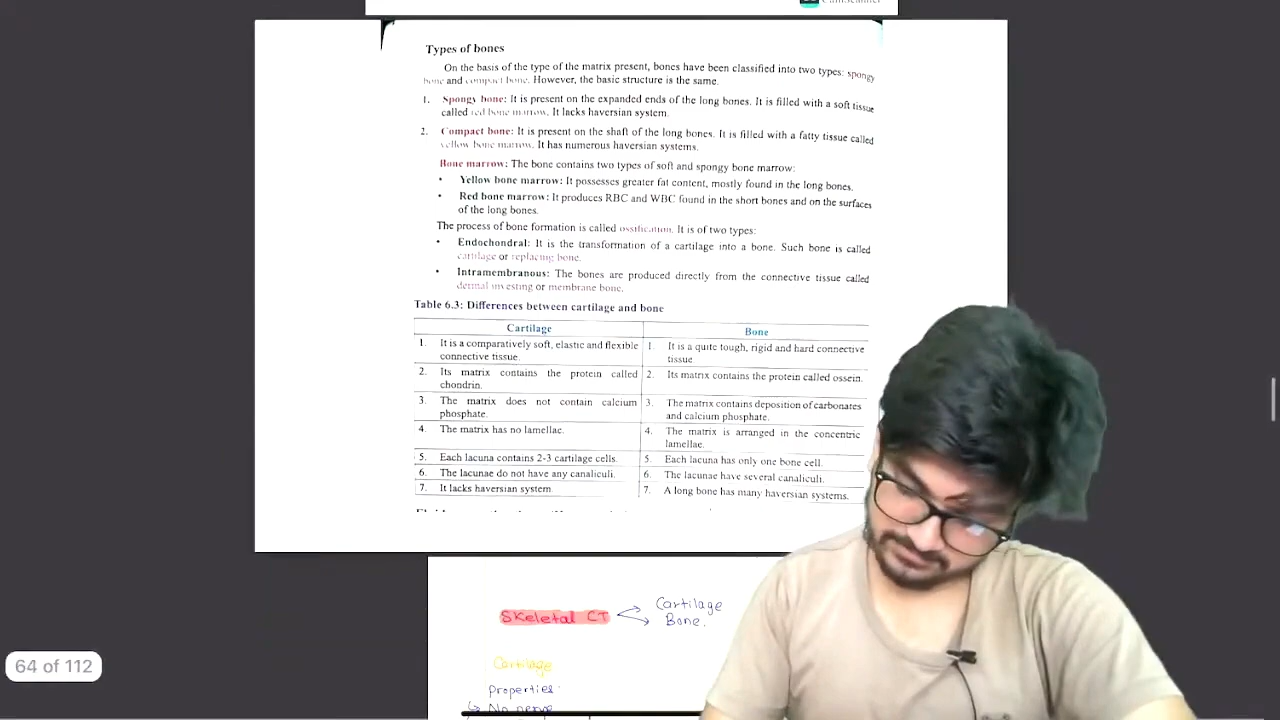 CamScanner
Types of bones
On the basis of the type of the matrix present, bones have been classified into two types: spongy
bone and compact bone. However, the basic structure is the same.
1. Spongy bone: It is present on the expanded ends of the long bones. It is filled with a soft tissue
called red bone marrow. It lacks haversian system.
2. Compact bone: It is present on the shaft of the long bones. It is filled with a fatty tissue called
yellow bone marrow. It has numerous haversian systems.
Bone marrow: The bone contains two types of soft and spongy bone marrow:
• Yellow bone marrow: It possesses greater fat content, mostly found in the long bones.
• Red bone marrow: It produces RBC and WBC found in the short bones and on the surfaces
of the long bones.
The process of bone formation is called ossification. It is of two types:
• Endochondral: It is the transformation of a cartilage into a bone. Such bone is called
cartilage or replacing bone.
• Intramembranous: The bones are produced directly from the connective tissue called
dermal investing or membrane bone.
Table 6.3: Differences between cartilage and bone
Cartilage Bone
1. It is a comparatively soft, elastic and flexible
connective tissue.
1. It is a quite tough, rigid and hard connective
tissue
2. Its matrix contains the protein called
chondrin.
2. Its matrix contains the protein called ossein.
3. The matrix does not contain calcium
phosphate.
3. The matrix contains deposition of carbonates
and calcium phosphate.
4. The matrix has no lamellae.
4. The matrix is arranged in the concentric
lamellae.
5. Each lacuna contains 2-3 cartilage cells.
5. Each lacuna has only one bone cell.
6. The lacunae do not have any canaliculi.
6. The lacunae have several canaliculi.
7. It lacks haversian system
7. A long bone has many haversian systems.
Skeletal CT
Cartilage
Bone.
Cartilage
Properties:
No nerve
64 of 112